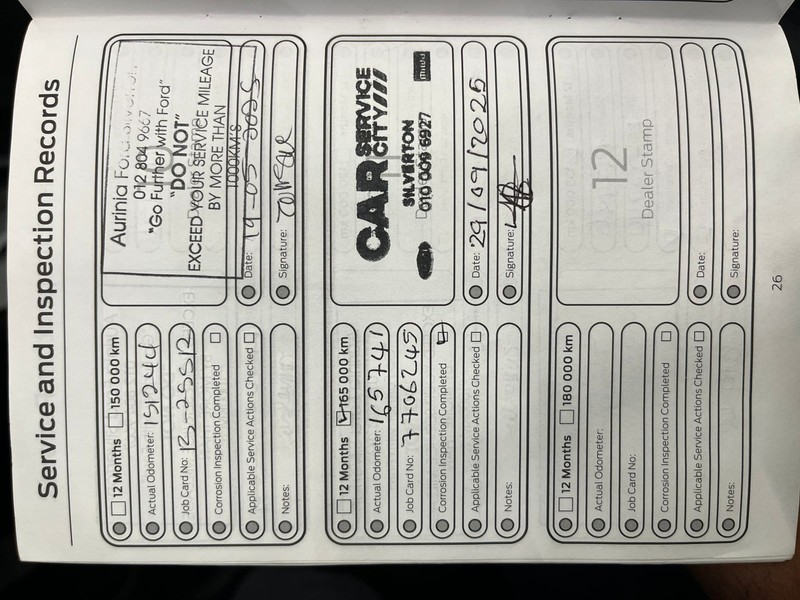 Service and Inspection Records
12 Months 150 000 km
Actual Odometer: 151240
Job Card No:
Corrosion Inspection Completed
Applicable Service Actions Checked
Notes:
Aurinia
012 804 9667
"Go Further with Ford"
"DO NOT"
EXCEED YOUR SERVICE MILEAGE
BY MORE THAN
1000KM'S
Date: 19-05-2025
Signature:
12 Months 165 000 km
Actual Odometer: 165741
Job Card No: 7706245
Corrosion Inspection Completed
Applicable Service Actions Checked
Notes:
CAR SERVICE CITY
SILVERTON
010 009 6927
Date: 29/09/2025
Signature:
12 Months 180 000 km
Actual Odometer:
Job Card No:
Corrosion Inspection Completed
Applicable Service Actions Checked
Notes:
12
Dealer Stamp
Date:
Signature:
26